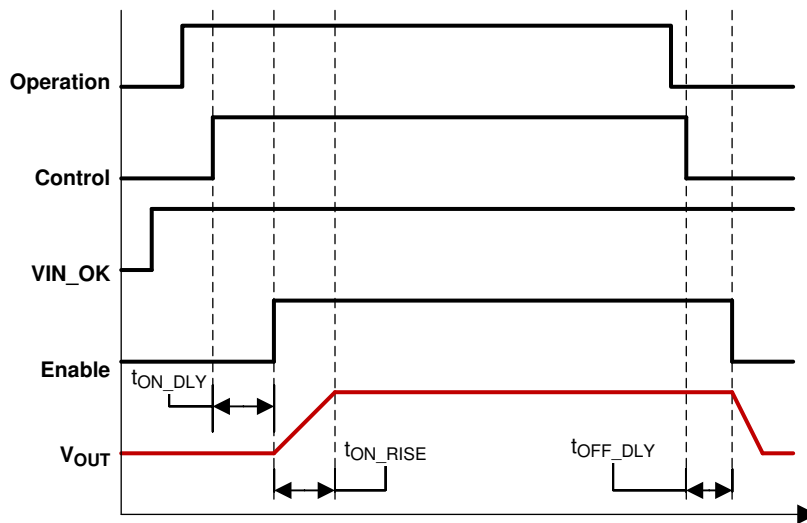 Operation
Control
VIN_OK
Enable
tON_DLY
VOUT
tON_RISE
tOFF_DLY